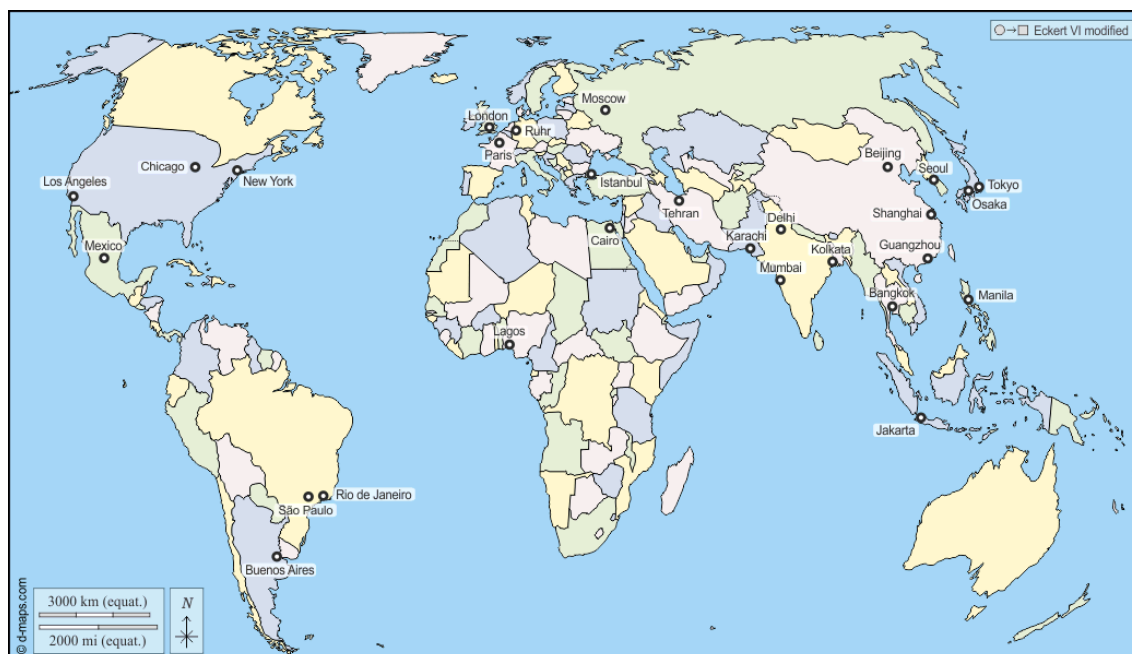 Eckert VI modified
Moscow
London
Ruhr
Paris
Istanbul
Chicago
New York
Los Angeles
Mexico
Beijing
Seoul
Tokyo
Osaka
Tehran
Shanghai
Delhi
Cairo
Karachi
Kolkata
Guangzhou
Mumbai
Bangkok
Manila
Lagos
Jakarta
Rio de Janeiro
São Paulo
Buenos Aires
3000 km (equat.)
2000 mi (equat.)
N
© d-maps.com